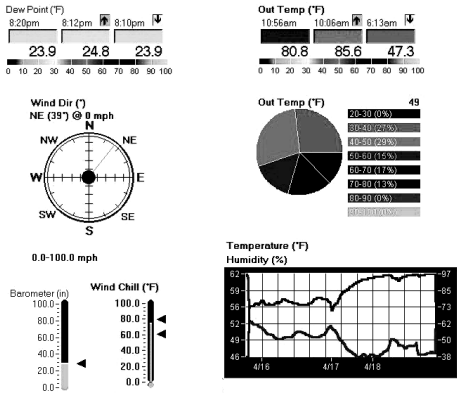 Dew Point (°F)
8:20pm 8:12pm 8:10pm
23.9 24.8 23.9
0 10 20 30 40 50 60 70 80 90 100
Out Temp (°F)
10:56am 10:06am 6:13am
80.8 85.6 47.3
0 10 20 30 40 50 60 70 80 90 100
Wind Dir (°)
NE (39°) @ 0 mph
N
NW NE
W E
SW SE
S
0.0-100.0 mph
Out Temp (°F) 49
20-30 (0%)
30-40 (27%)
40-50 (29%)
50-60 (15%)
60-70 (17%)
70-80 (13%)
80-90 (0%)
90-100 (0%)
Barometer (in)
100.0
80.0
60.0
40.0
20.0
0.0
Wind Chill (°F)
100.0
80.0
60.0
40.0
20.0
0.0
Temperature (°F)
Humidity (%)
62 97
59 85
56 73
52 62
49 50
46 38
4/16 4/17 4/18